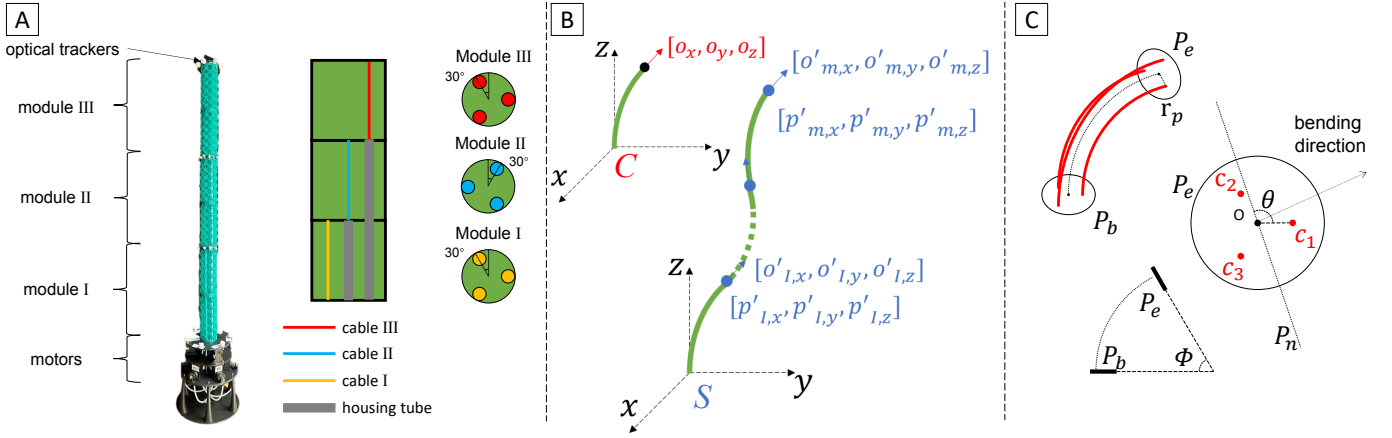 A
optical trackers
module III
module II
module I
motors
cable III
cable II
cable I
housing tube
Module III
30°
Module II
30°
Module I
30°
B
z
[o_x, o_y, o_z]
y
x
C
[o'_{m,x}, o'_{m,y}, o'_{m,z}]
[p'_{m,x}, p'_{m,y}, p'_{m,z}]
z
[o'_{I,x}, o'_{I,y}, o'_{I,z}]
[p'_{I,x}, p'_{I,y}, p'_{I,z}]
y
x
S
C
P_e
r_p
P_b
bending
direction
P_e
c_2
θ
o
c_1
c_3
P_n
P_e
P_b
Φ